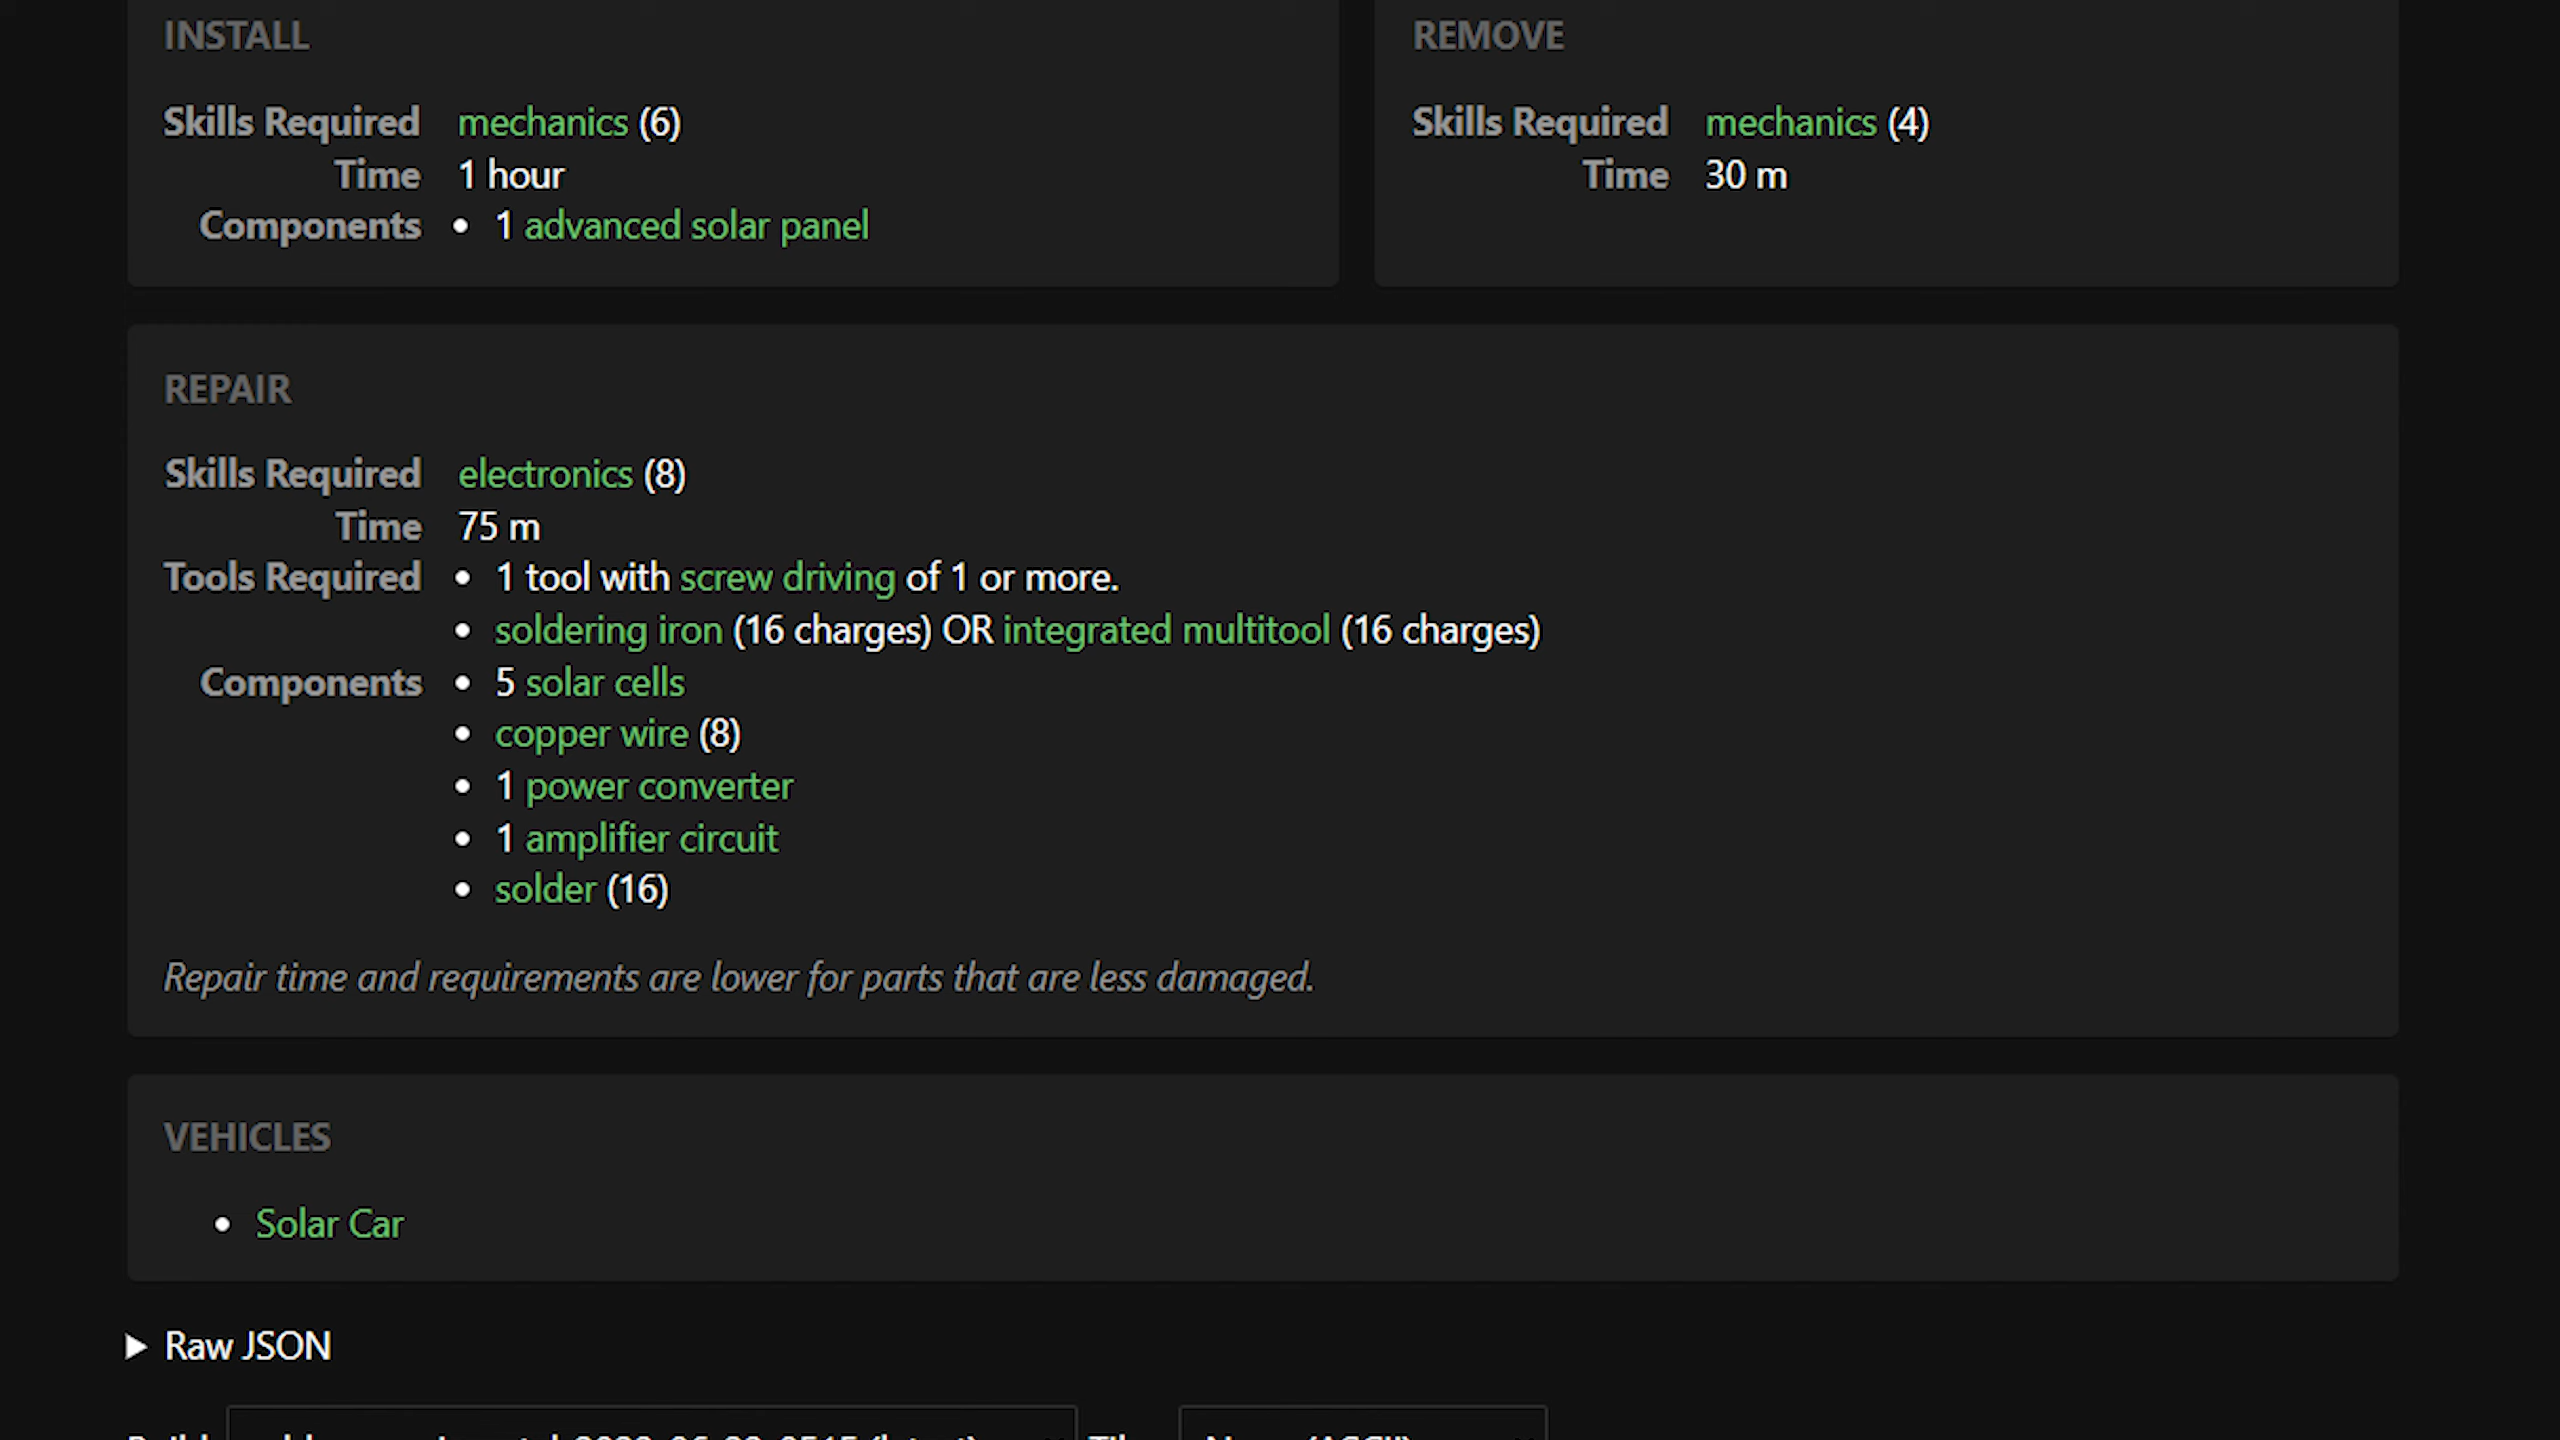 INSTALL
Skills Required mechanics (6)
Time 1 hour
Components • 1 advanced solar panel
REMOVE
Skills Required mechanics (4)
Time 30 m
REPAIR
Skills Required electronics (8)
Time 75 m
Tools Required • 1 tool with screw driving of 1 or more.
• soldering iron (16 charges) OR integrated multitool (16 charges)
Components • 5 solar cells
• copper wire (8)
• 1 power converter
• 1 amplifier circuit
• solder (16)
Repair time and requirements are lower for parts that are less damaged.
VEHICLES
• Solar Car
▶ Raw JSON